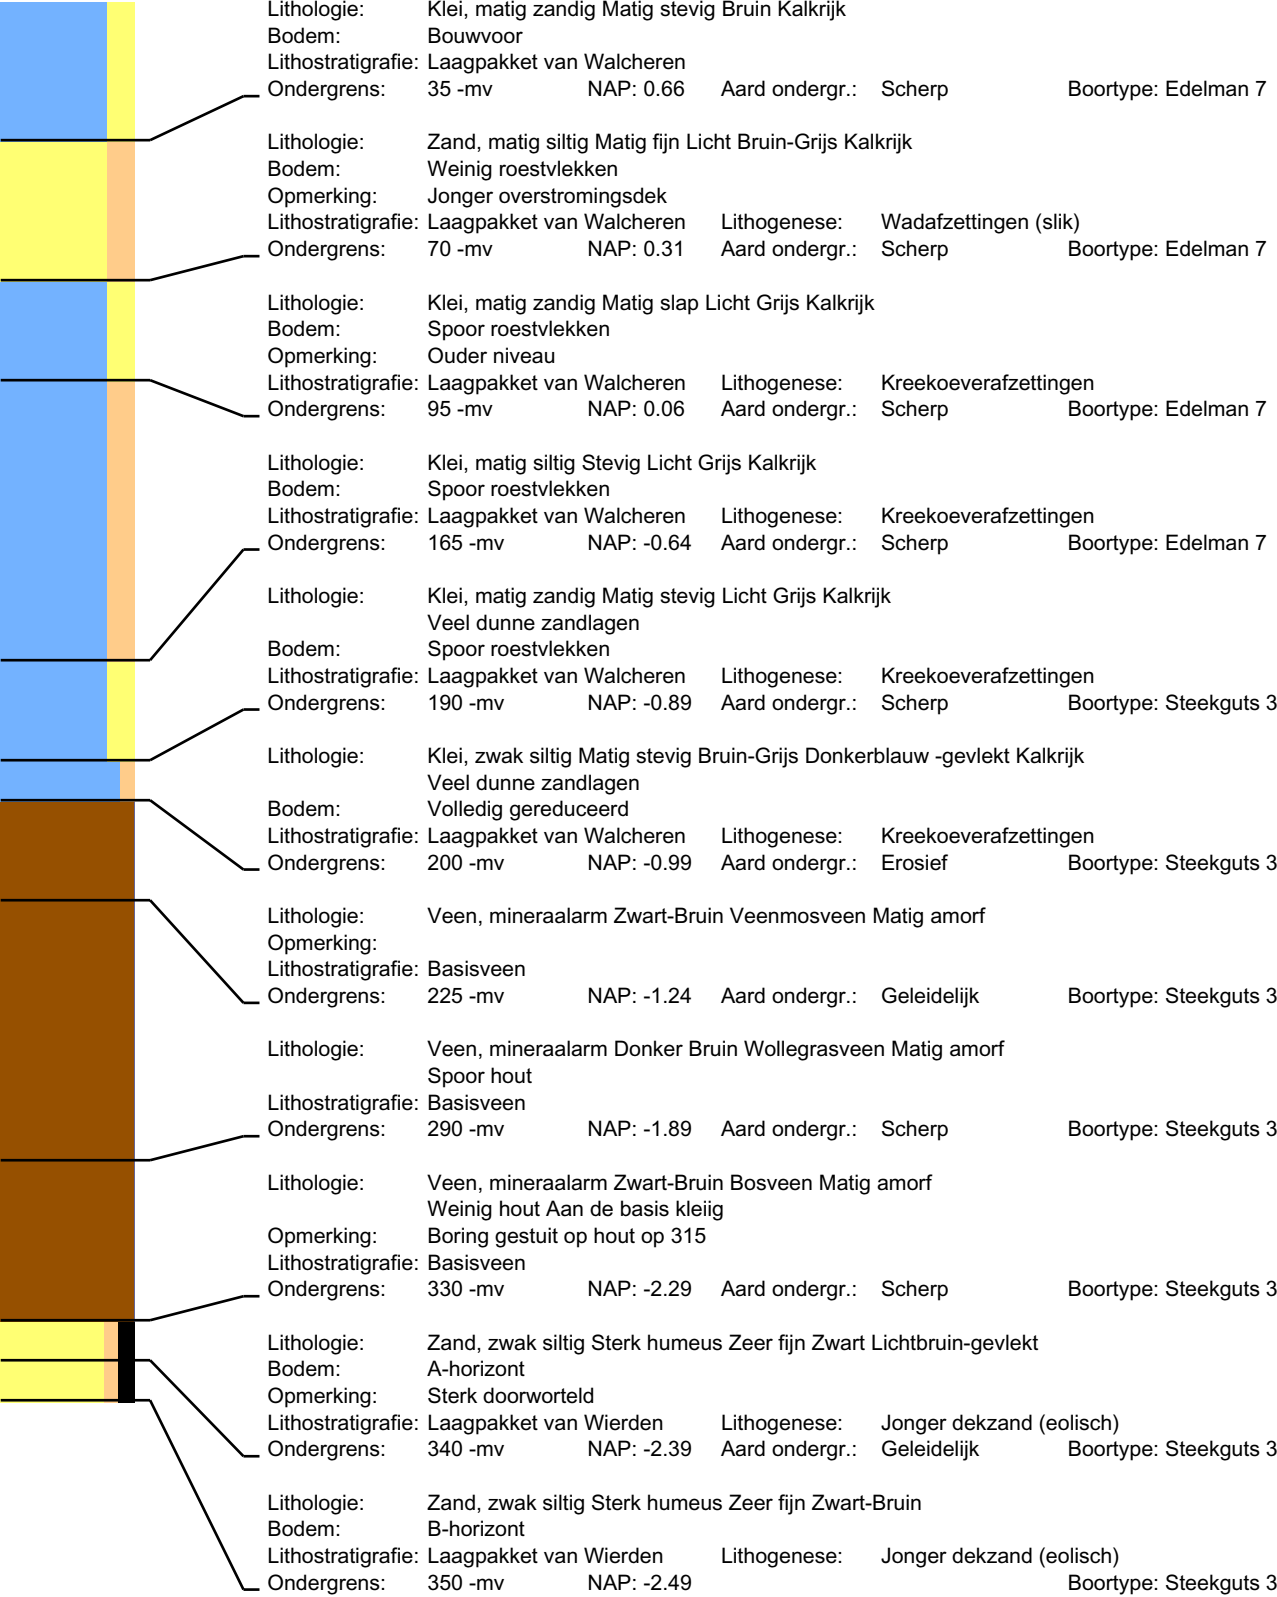 Lithologie: Klei, matig zandig Matig stevig Bruin Kalkrijk
Bodem: Bouwvoor
Lithostratigrafie: Laagpakket van Walcheren
Ondergrens: 35 -mv NAP: 0.66 Aard ondergr.: Scherp Boortype: Edelman 7
Lithologie: Zand, matig siltig Matig fijn Licht Bruin-Grijs Kalkrijk
Bodem: Weinig roestvlekken
Opmerking: Jonger overstromingsdek
Lithostratigrafie: Laagpakket van Walcheren Lithogenese: Wadafzettingen (slik)
Ondergrens: 70 -mv NAP: 0.31 Aard ondergr.: Scherp Boortype: Edelman 7
Lithologie: Klei, matig zandig Matig slap Licht Grijs Kalkrijk
Bodem: Spoor roestvlekken
Opmerking: Ouder niveau
Lithostratigrafie: Laagpakket van Walcheren Lithogenese: Kreekoeverafzettingen
Ondergrens: 95 -mv NAP: 0.06 Aard ondergr.: Scherp Boortype: Edelman 7
Lithologie: Klei, matig siltig Stevig Licht Grijs Kalkrijk
Bodem: Spoor roestvlekken
Lithostratigrafie: Laagpakket van Walcheren Lithogenese: Kreekoeverafzettingen
Ondergrens: 165 -mv NAP: -0.64 Aard ondergr.: Scherp Boortype: Edelman 7
Lithologie: Klei, matig zandig Matig stevig Licht Grijs Kalkrijk
Veel dunne zandlagen
Bodem: Spoor roestvlekken
Lithostratigrafie: Laagpakket van Walcheren Lithogenese: Kreekoeverafzettingen
Ondergrens: 190 -mv NAP: -0.89 Aard ondergr.: Scherp Boortype: Steekguts 3
Lithologie: Klei, zwak siltig Matig stevig Bruin-Grijs Donkerblauw -gevlekt Kalkrijk
Veel dunne zandlagen
Bodem: Volledig gereduceerd
Lithostratigrafie: Laagpakket van Walcheren Lithogenese: Kreekoeverafzettingen
Ondergrens: 200 -mv NAP: -0.99 Aard ondergr.: Erosief Boortype: Steekguts 3
Lithologie: Veen, mineraalarm Zwart-Bruin Veenmosveen Matig amorf
Opmerking:
Lithostratigrafie: Basisveen
Ondergrens: 225 -mv NAP: -1.24 Aard ondergr.: Geleidelijk Boortype: Steekguts 3
Lithologie: Veen, mineraalarm Donker Bruin Wollegrasveen Matig amorf
Spoor hout
Lithostratigrafie: Basisveen
Ondergrens: 290 -mv NAP: -1.89 Aard ondergr.: Scherp Boortype: Steekguts 3
Lithologie: Veen, mineraalarm Zwart-Bruin Bosveen Matig amorf
Weinig hout Aan de basis kleiig
Opmerking: Boring gestuit op hout op 315
Lithostratigrafie: Basisveen
Ondergrens: 330 -mv NAP: -2.29 Aard ondergr.: Scherp Boortype: Steekguts 3
Lithologie: Zand, zwak siltig Sterk humeus Zeer fijn Zwart Lichtbruin-gevlekt
Bodem: A-horizont
Opmerking: Sterk doorworteld
Lithostratigrafie: Laagpakket van Wierden Lithogenese: Jonger dekzand (eolisch)
Ondergrens: 340 -mv NAP: -2.39 Aard ondergr.: Geleidelijk Boortype: Steekguts 3
Lithologie: Zand, zwak siltig Sterk humeus Zeer fijn Zwart-Bruin
Bodem: B-horizont
Lithostratigrafie: Laagpakket van Wierden Lithogenese: Jonger dekzand (eolisch)
Ondergrens: 350 -mv NAP: -2.49 Boortype: Steekguts 3